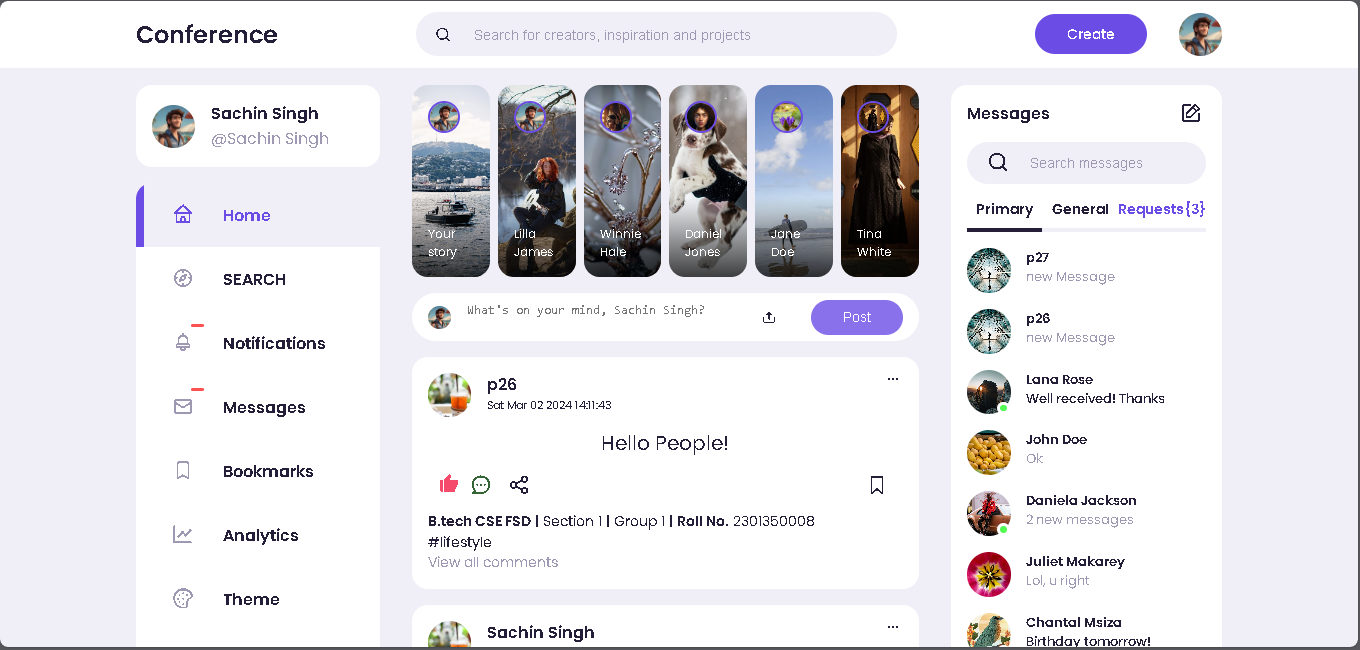 Conference
Search for creators, inspiration and projects
Create
Sachin Singh
@Sachin Singh
Home
SEARCH
Notifications
Messages
Bookmarks
Analytics
Theme
Your
story
Lilla
James
Winnie
Hale
Daniel
Jones
Jane
Doe
Tina
White
What's on your mind, Sachin Singh?
Post
p26
Sat Mar 02 2024 14:11:43
Hello People!
B.tech CSE FSD | Section 1 | Group 1 | Roll No. 2301350008
#lifestyle
View all comments
Sachin Singh
Messages
Search messages
Primary General Requests{3}
p27
new Message
p26
new Message
Lana Rose
Well received! Thanks
John Doe
Ok
Daniela Jackson
2 new messages
Juliet Makarey
Lol, u right
Chantal Msiza
Birthday tomorrow!